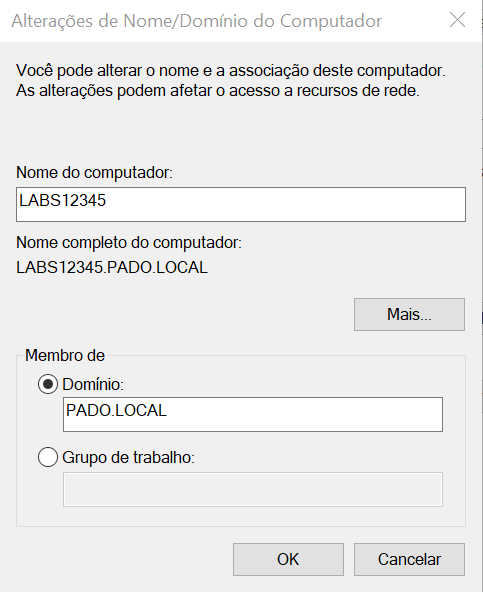 Alterações de Nome/Domínio do Computador
Você pode alterar o nome e a associação deste computador.
As alterações podem afetar o acesso a recursos de rede.
Nome do computador:
LABS12345
Nome completo do computador:
LABS12345.PADO.LOCAL
Mais...
Membro de
Domínio:
PADO.LOCAL
Grupo de trabalho:
OK
Cancelar